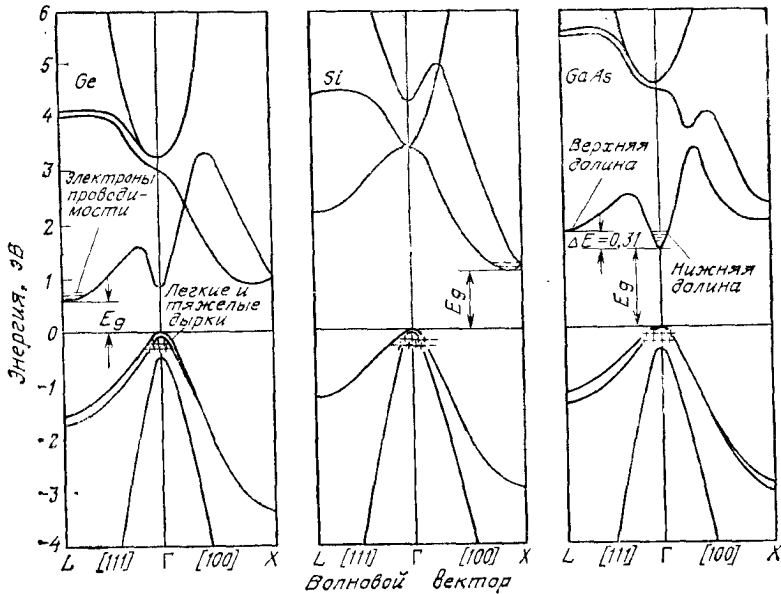 Энергия, эВ
6
5
4
3
2
1
0
-1
-2
-3
-4
Ge
Электроны
проводи-
мости
Eg
Легкие и
тяжелые
дырки
L [111] Г [100] X
Si
Eg
L [111] Г [100] X
GaAs
Верхняя
долина
ΔE=0,31
Eg
Нижняя
долина
L [111] Г [100] X
Волновой вектор